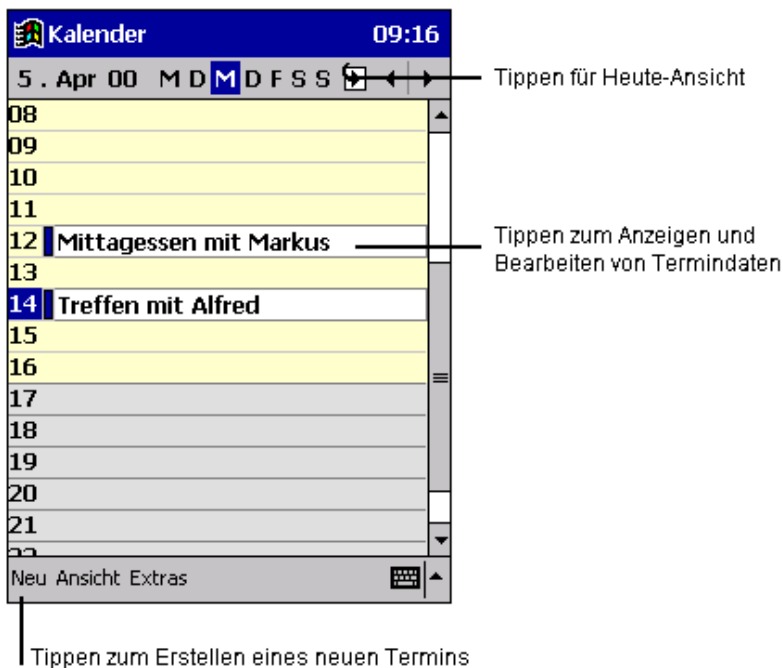 Kalender 09:16
5. Apr 00 M D M D F S S
Tippen für Heute-Ansicht
08
09
10
11
12 Mittagessen mit Markus
Tippen zum Anzeigen und
Bearbeiten von Termindaten
13
14 Treffen mit Alfred
15
16
17
18
19
20
21
22
Neu Ansicht Extras
Tippen zum Erstellen eines neuen Termins